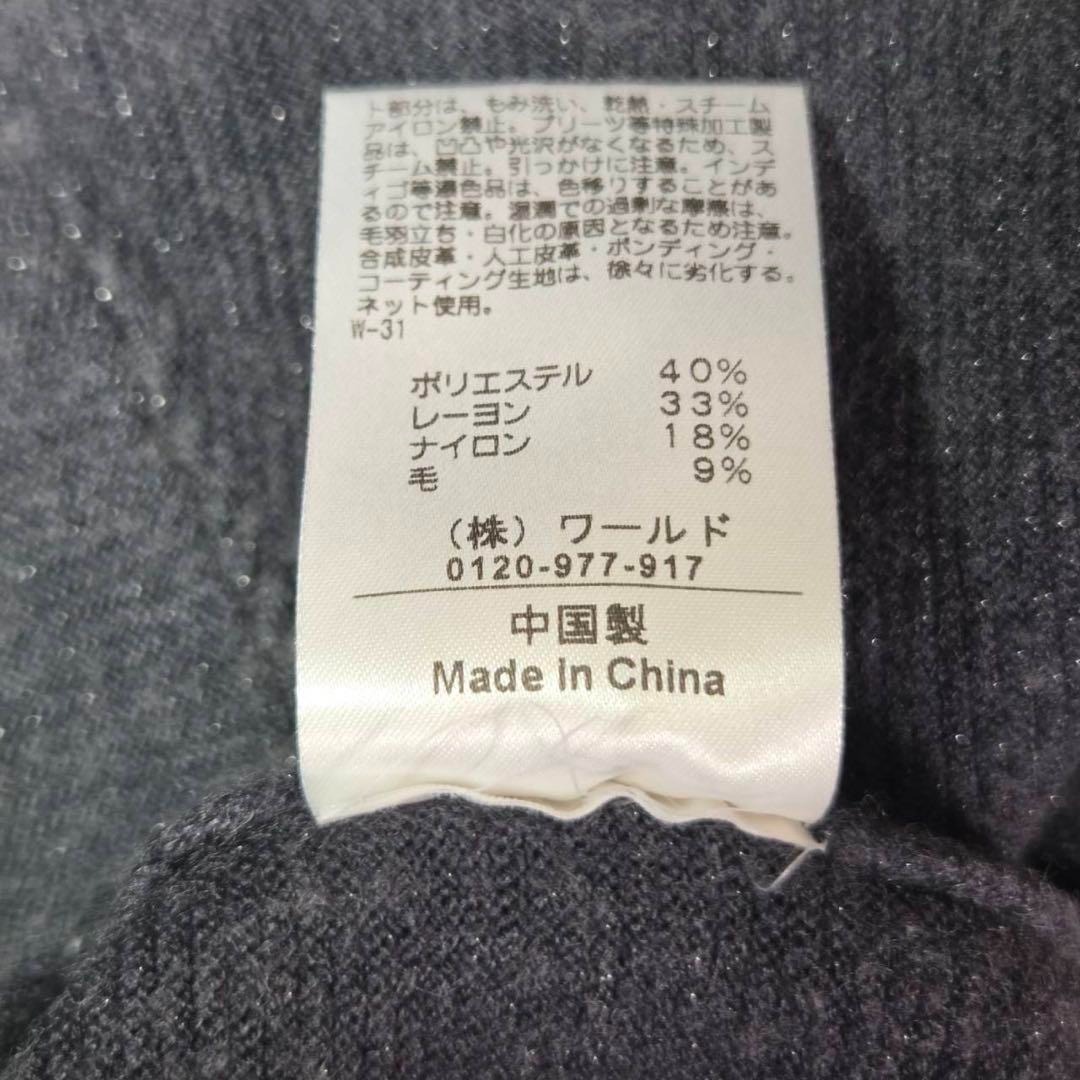 ト部分は、もみ洗い、乾熱・スチーム
アイロン禁止。プリーツ等特殊加工製
品は、凹凸や光沢がなくなるため、ス
チーム禁止。引っかけに注意。インデ
ィゴ等濃色品は、色移りすることがあ
るので注意。湿潤での過剰な摩擦は、
毛羽立ち・白化の原因となるため注意。
合成皮革・人工皮革・ボンディング・
コーティング生地は、徐々に劣化する。
ネット使用。
W-31
ポリエステル 40%
レーヨン 33%
ナイロン 18%
毛 9%
(株) ワールド
0120-977-917
中国製
Made In China